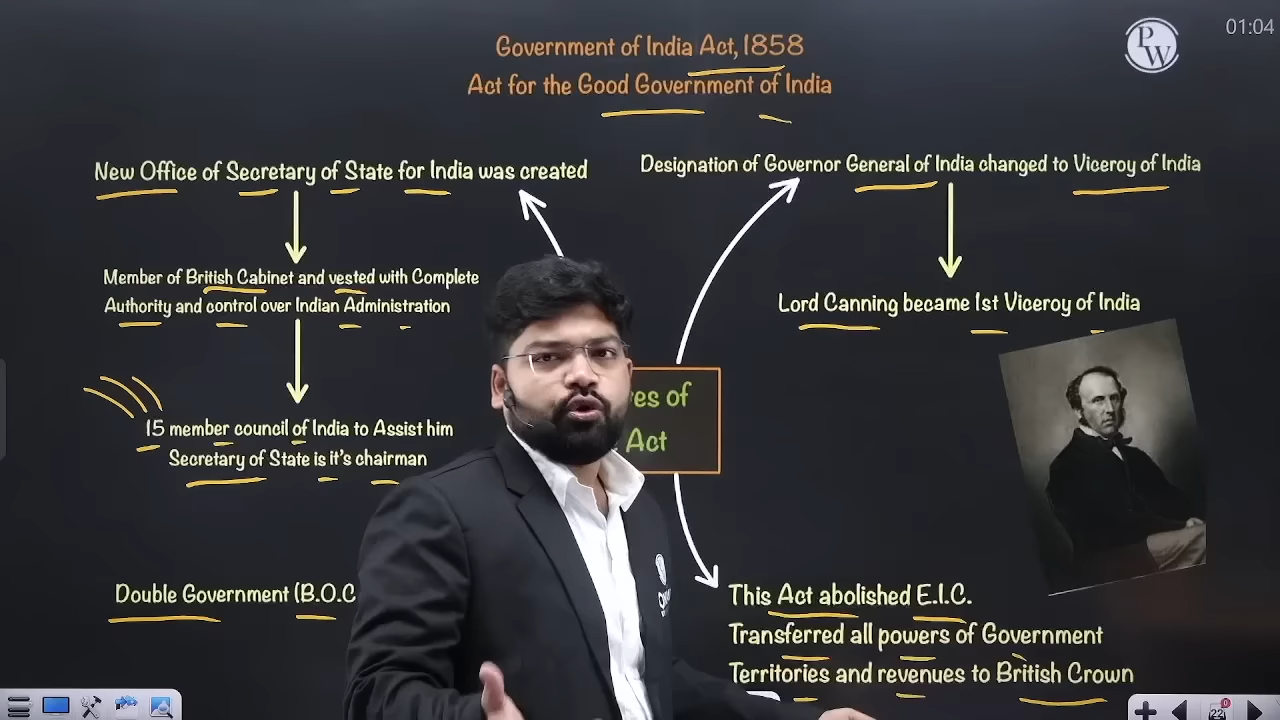 Government of India Act, 1858
Act for the Good Government of India
PW
01:04
New Office of Secretary of State for India was created
Designation of Governor General of India changed to Viceroy of India
Member of British Cabinet and vested with Complete
Authority and control over Indian Administration
Lord Canning became 1st Viceroy of India
of
Act
15 member council of India to Assist him
Secretary of State is it's chairman
Double Government (B.O.C
This Act abolished E.I.C.
Transferred all powers of Government
Territories and revenues to British Crown
22